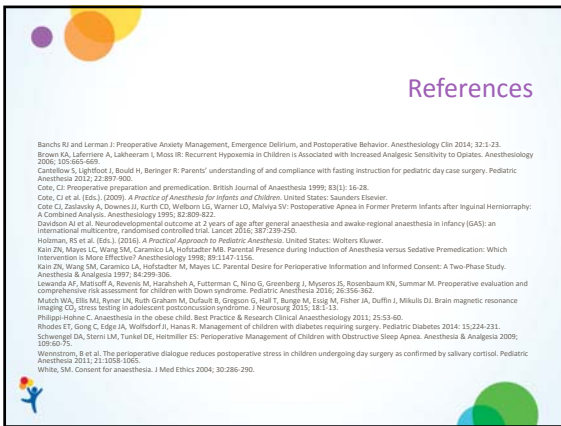 References
Banchs RJ and Lerman J: Preoperative Anxiety Management, Emergence Delirium, and Postoperative Behavior. Anesthesiology Clin 2014; 32:1-23.
Brown KA, Laferriere A, Lakheeram I, Moss IR: Recurrent Hypoxemia in Children is Associated with Increased Analgesic Sensitivity to Opiates. Anesthesiology
2006; 105:665-669.
Cantellow S, Lightfoot J, Bould H, Beringer R: Parents' understanding of and compliance with fasting instruction for pediatric day case surgery. Pediatric
Anesthesia 2012; 22:897-900.
Cote, CJ: Preoperative preparation and premedication. British Journal of Anaesthesia 1999; 83(1): 16-28.
Cote, CJ et al. (Eds.). (2009). A Practice of Anesthesia for Infants and Children. United States: Saunders Elsevier.
Cote CJ, Zaslavsky A, Downes JJ, Kurth CD, Welborn LG, Warner LO, Malviya SV: Postoperative Apnea in Former Preterm Infants after Inguinal Herniorraphy:
A Combined Analysis. Anesthesiology 1995; 82:809-822.
Davidson AJ et al. Neurodevelopmental outcome at 2 years of age after general anaesthesia and awake-regional anaesthesia in infancy (GAS): an
international multicentre, randomised controlled trial. Lancet 2016; 387:239-250.
Holzman, RS et al. (Eds.). (2016). A Practical Approach to Pediatric Anesthesia. United States: Wolters Kluwer.
Kain ZN, Mayes LC, Wang SM, Caramico LA, Hofstadter MB. Parental Presence during Induction of Anesthesia versus Sedative Premedication: Which
Intervention is More Effective? Anesthesiology 1998; 89:1147-1156.
Kain ZN, Wang SM, Caramico LA, Hofstadter M, Mayes LC. Parental Desire for Perioperative Information and Informed Consent: A Two-Phase Study.
Anesthesia & Analgesia 1997; 84:299-306.
Lewanda AF, Matisoff A, Revenis M, Harahsheh A, Futterman C, Nino G, Greenberg J, Myseros JS, Rosenbaum KN, Summar M. Preoperative evaluation and
comprehensive risk assessment for children with Down syndrome. Pediatric Anesthesia 2016; 26:356-362.
Mutch WA, Ellis MJ, Ryner LN, Ruth Graham M, Dufault B, Gregson G, Hall T, Bunge M, Essig M, Fisher JA, Duffin J, Mikulis DJ. Brain magnetic resonance
imaging CO2 stress testing in adolescent postconcussion syndrome. J Neurosurg 2015; 18:1-13.
Philippi-Hohne C. Anaesthesia in the obese child. Best Practice & Research Clinical Anaesthesiology 2011; 25:53-60.
Rhodes ET, Gong C, Edge JA, Wolfsdorf JI, Hanas R. Management of children with diabetes requiring surgery. Pediatric Diabetes 2014: 15;224-231.
Schwengel DA, Sterni LM, Tunkel DE, Heitmiller ES: Perioperative Management of Children with Obstructive Sleep Apnea. Anesthesia & Analgesia 2009;
109:60-75.
Wennstrom, B et al. The perioperative dialogue reduces postoperative stress in children undergoing day surgery as confirmed by salivary cortisol. Pediatric
Anesthesia 2011; 21:1058-1065.
White, SM. Consent for anaesthesia. J Med Ethics 2004; 30:286-290.